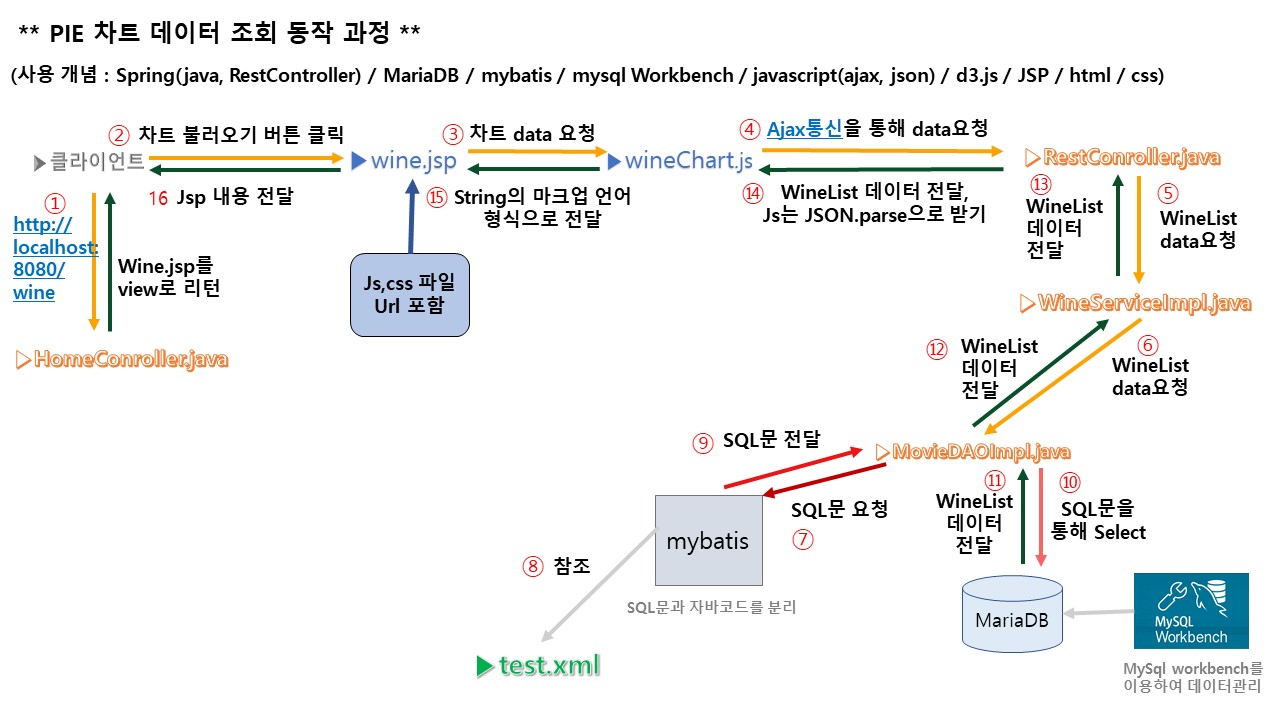 ** PIE 차트 데이터 조회 동작 과정 **
(사용 개념 : Spring(java, RestController) / MariaDB / mybatis / mysql Workbench / javascript(ajax, json) / d3.js / JSP / html / css)
② 차트 불러오기 버튼 클릭
③ 차트 data 요청
④ Ajax통신을 통해 data요청
▶클라이언트
▶wine.jsp
▶wineChart.js
▷RestConroller.java
16 Jsp 내용 전달
⑮ String의 마크업 언어
형식으로 전달
⑭ WineList 데이터 전달,
Js는 JSON.parse으로 받기
⑬
WineList
데이터
전달
⑤
WineList
data요청
①
http://
localhost:
8080/
wine
Wine.jsp를
view로 리턴
Js,css 파일
Url 포함
▷HomeConroller.java
▷WineServiceImpl.java
⑫ WineList
데이터
전달
⑥
WineList
data요청
⑨ SQL문 전달
▷MovieDAOImpl.java
SQL문 요청
⑦
⑪
WineList
데이터
전달
⑩
SQL문을
통해 Select
mybatis
⑧ 참조
SQL문과 자바코드를 분리
▶test.xml
MariaDB
MySQL
Workbench
MySql workbench를
이용하여 데이터관리